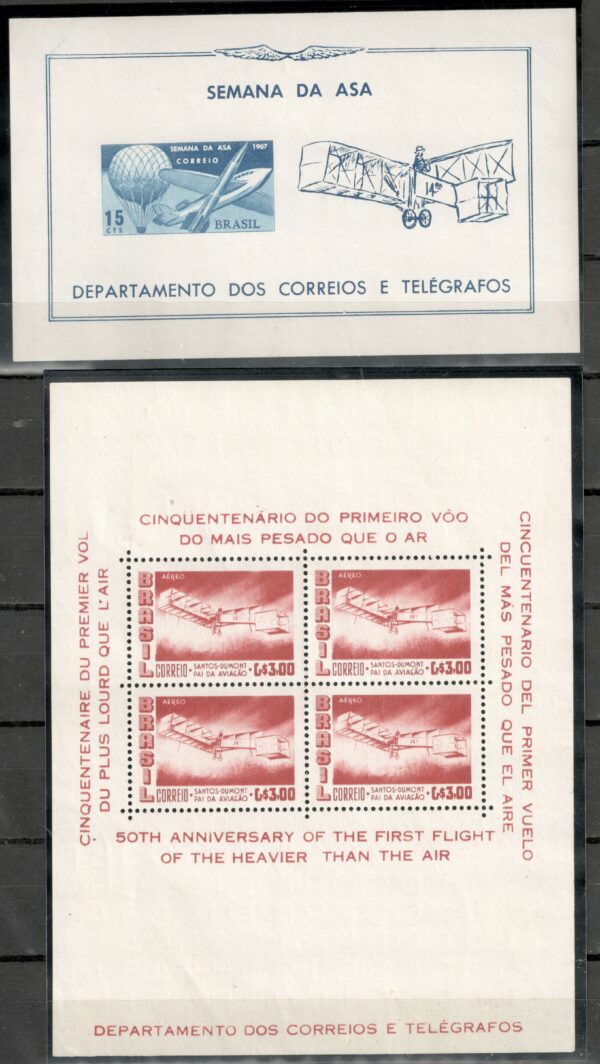 SEMANA DA ASA
SEMANA DA ASA 1967
CORREIO
15
CTS
BRASIL
14
DEPARTAMENTO DOS CORREIOS E TELÉGRAFOS
CINQUENTENÁRIO DO PRIMEIRO VÔO
DO MAIS PESADO QUE O AR
ÇINQUENTENAIRE DU PREMIER VOL
DU PLUS LOURD QUE L'AIR
CINCUENTENARIO DEL PRIMER VUELO
DEL MÁS PESADO QUE EL AIRE
BRASIL
AÉREO
CORREIO · SANTOS-DUMONT
PAI DA AVIAÇÃO · Cr$3,00
BRASIL
AÉREO
CORREIO · SANTOS-DUMONT
PAI DA AVIAÇÃO · Cr$3,00
BRASIL
AÉREO
CORREIO · SANTOS-DUMONT
PAI DA AVIAÇÃO · Cr$3,00
BRASIL
AÉREO
CORREIO · SANTOS-DUMONT
PAI DA AVIAÇÃO · Cr$3,00
50TH ANNIVERSARY OF THE FIRST FLIGHT
OF THE HEAVIER THAN THE AIR
DEPARTAMENTO DOS CORREIOS E TELÉGRAFOS